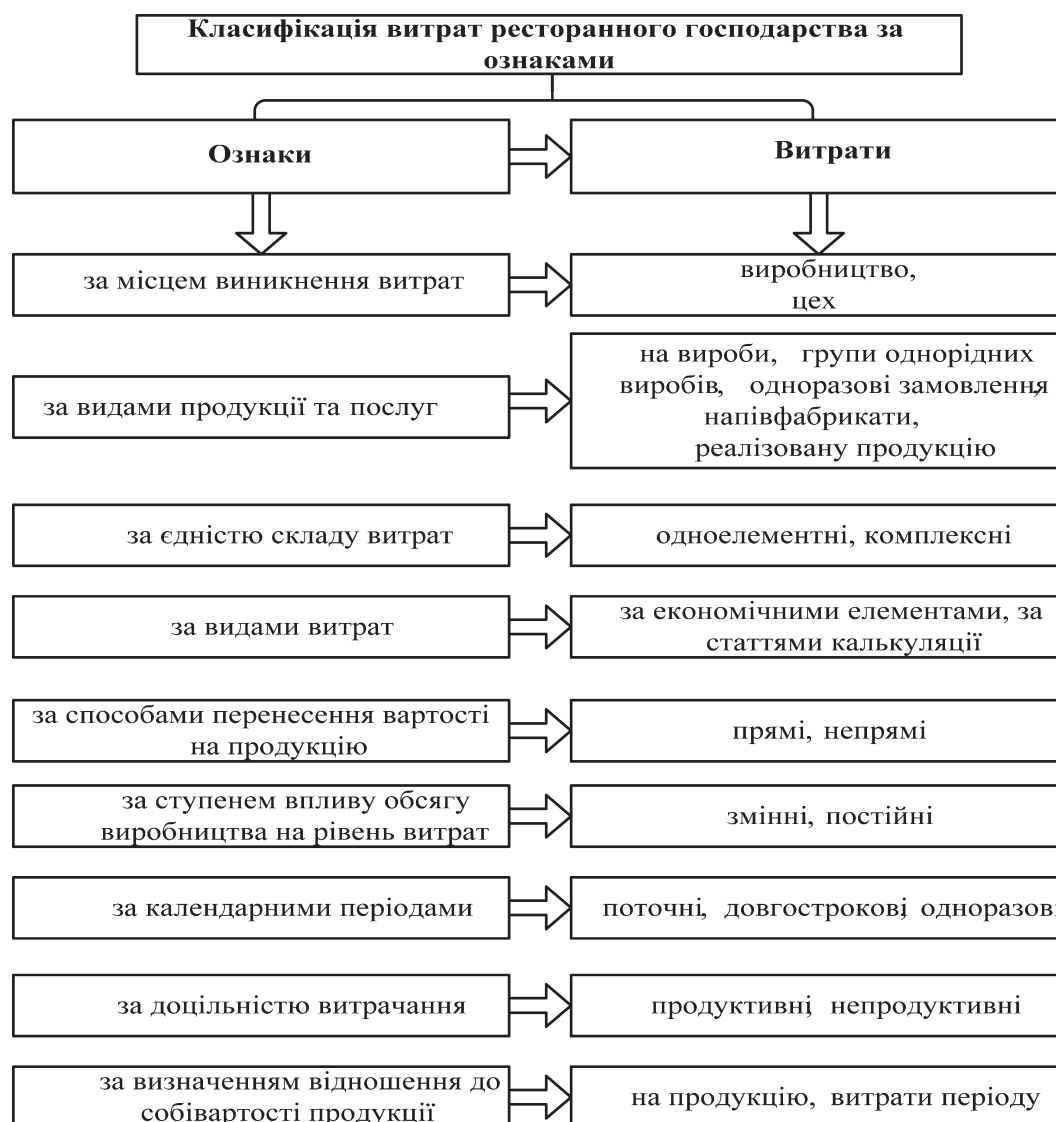 Класифікація витрат ресторанного господарства за
ознаками
Ознаки
Витрати
за місцем виникнення витрат
виробництво,
цех
за видами продукції та послуг
на вироби, групи однорідних
виробів, одноразові замовлення,
напівфабрикати,
реалізовану продукцію
за єдністю складу витрат
одноелементні, комплексні
за видами витрат
за економічними елементами, за
статтями калькуляції
за способами перенесення вартості
на продукцію
прямі, непрямі
за ступенем впливу обсягу
виробництва на рівень витрат
змінні, постійні
за календарними періодами
поточні, довгострокові, одноразові
за доцільністю витрачання
продуктивні, непродуктивні
за визначенням відношення до
собівартості продукції
на продукцію, витрати періоду